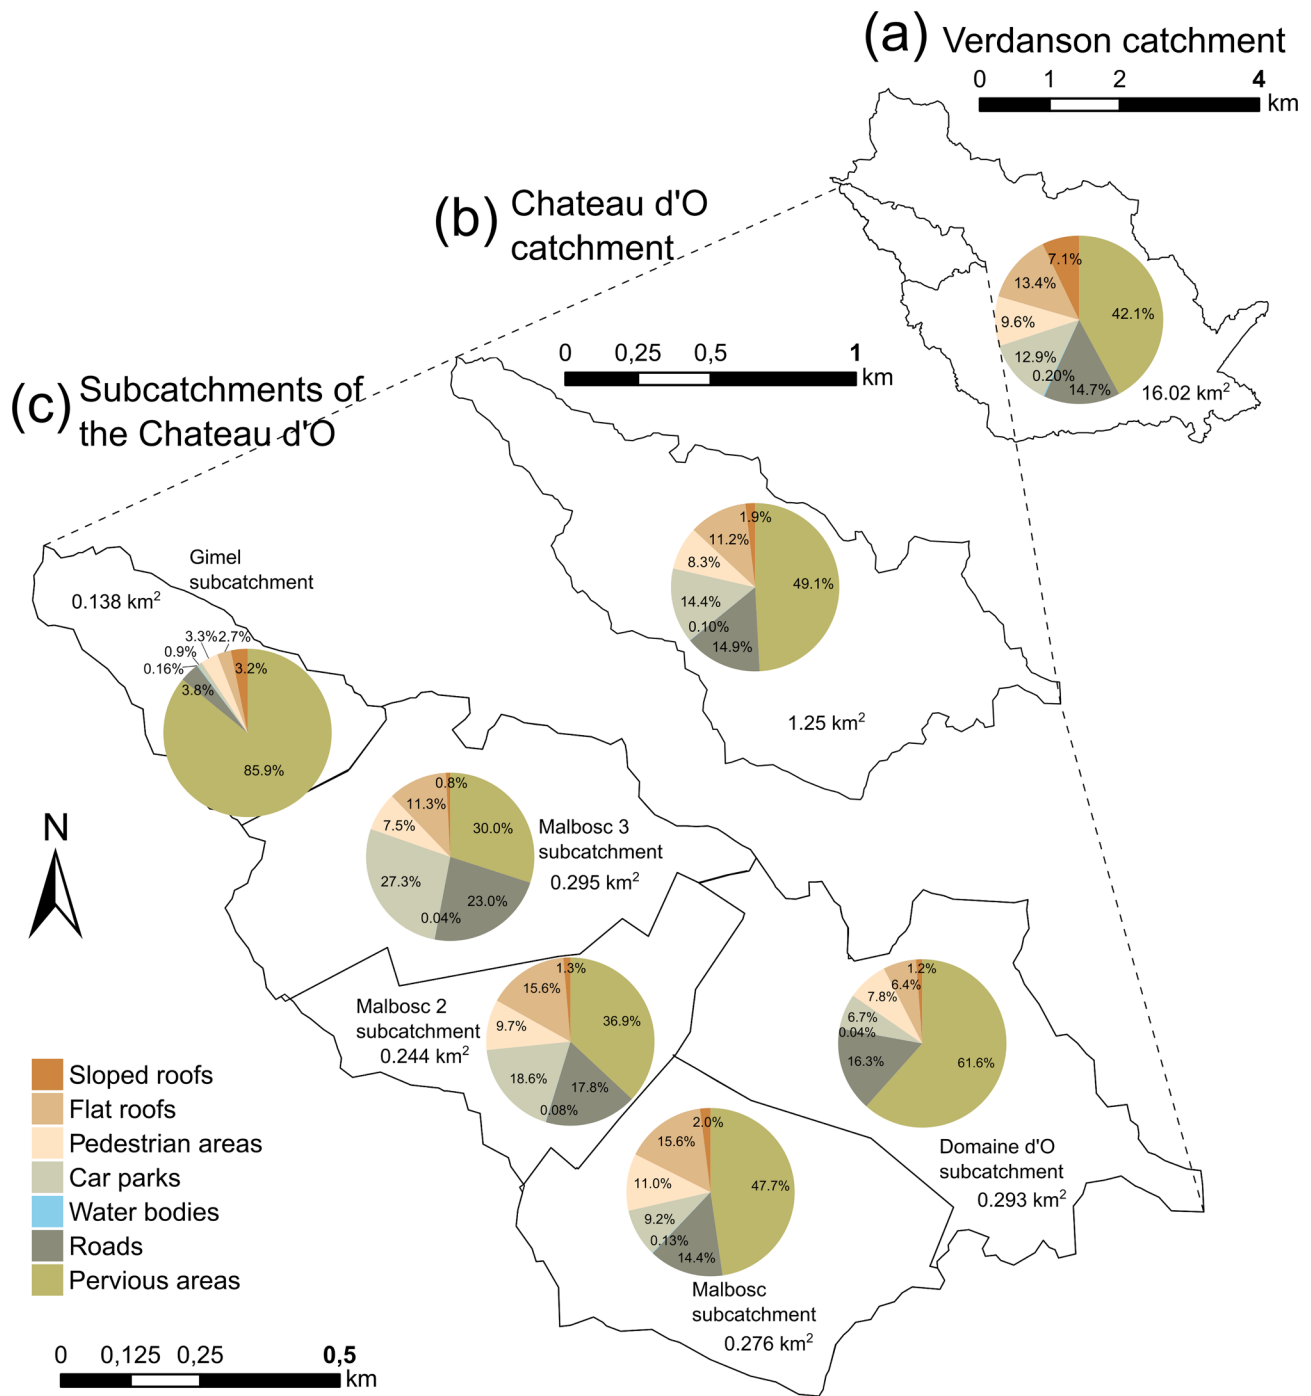 (a) Verdanson catchment
0 1 2 4
km
7.1%
13.4%
42.1%
9.6%
12.9%
0.20%
14.7%
16.02 km²
(b) Chateau d'O
catchment
0 0,25 0,5 1
km
1.9%
11.2%
8.3%
49.1%
14.4%
0.10%
14.9%
1.25 km²
(c) Subcatchments of
the Chateau d'O
Gimel
subcatchment
0.138 km²
3.3% 2.7%
0.9%
0.16%
3.2%
3.8%
85.9%
N
0.8%
11.3%
7.5%
30.0%
27.3%
23.0%
0.04%
Malbosc 3
subcatchment
0.295 km²
1.3%
15.6%
9.7%
36.9%
18.6%
17.8%
0.08%
Malbosc 2
subcatchment
0.244 km²
1.2%
6.4%
7.8%
6.7%
0.04%
16.3%
61.6%
Domaine d'O
subcatchment
0.293 km²
2.0%
15.6%
11.0%
47.7%
9.2%
0.13%
14.4%
Malbosc
subcatchment
0.276 km²
Sloped roofs
Flat roofs
Pedestrian areas
Car parks
Water bodies
Roads
Pervious areas
0 0,125 0,25 0,5
km